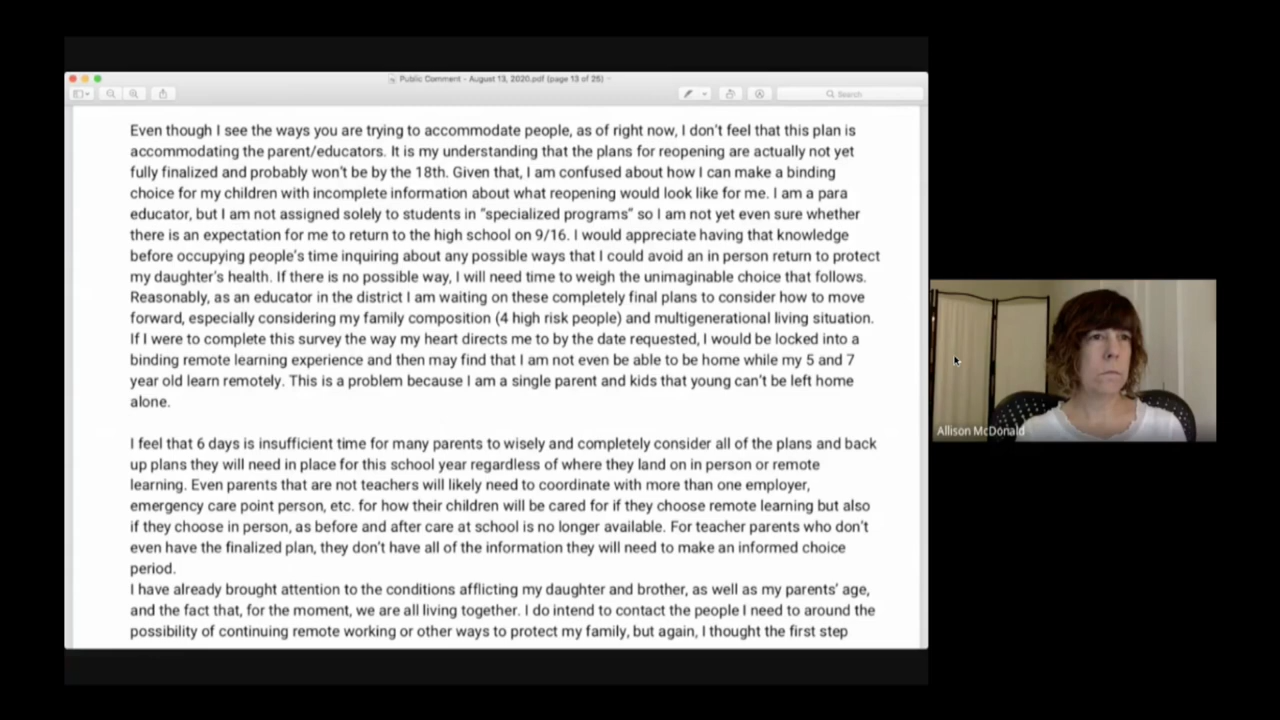 Public Comment - August 13, 2020.pdf (page 13 of 25)
Search
Even though I see the ways you are trying to accommodate people, as of right now, I don't feel that this plan is
accommodating the parent/educators. It is my understanding that the plans for reopening are actually not yet
fully finalized and probably won't be by the 18th. Given that, I am confused about how I can make a binding
choice for my children with incomplete information about what reopening would look like for me. I am a para
educator, but I am not assigned solely to students in “specialized programs” so I am not yet even sure whether
there is an expectation for me to return to the high school on 9/16. I would appreciate having that knowledge
before occupying people's time inquiring about any possible ways that I could avoid an in person return to protect
my daughter's health. If there is no possible way, I will need time to weigh the unimaginable choice that follows.
Reasonably, as an educator in the district I am waiting on these completely final plans to consider how to move
forward, especially considering my family composition (4 high risk people) and multigenerational living situation.
If I were to complete this survey the way my heart directs me to by the date requested, I would be locked into a
binding remote learning experience and then may find that I am not even be able to be home while my 5 and 7
year old learn remotely. This is a problem because I am a single parent and kids that young can't be left home
alone.
I feel that 6 days is insufficient time for many parents to wisely and completely consider all of the plans and back
up plans they will need in place for this school year regardless of where they land on in person or remote
learning. Even parents that are not teachers will likely need to coordinate with more than one employer,
emergency care point person, etc. for how their children will be cared for if they choose remote learning but also
if they choose in person, as before and after care at school is no longer available. For teacher parents who don't
even have the finalized plan, they don't have all of the information they will need to make an informed choice
period.
I have already brought attention to the conditions afflicting my daughter and brother, as well as my parents' age,
and the fact that, for the moment, we are all living together. I do intend to contact the people I need to around the
possibility of continuing remote working or other ways to protect my family, but again, I thought the first step
Allison McDonald